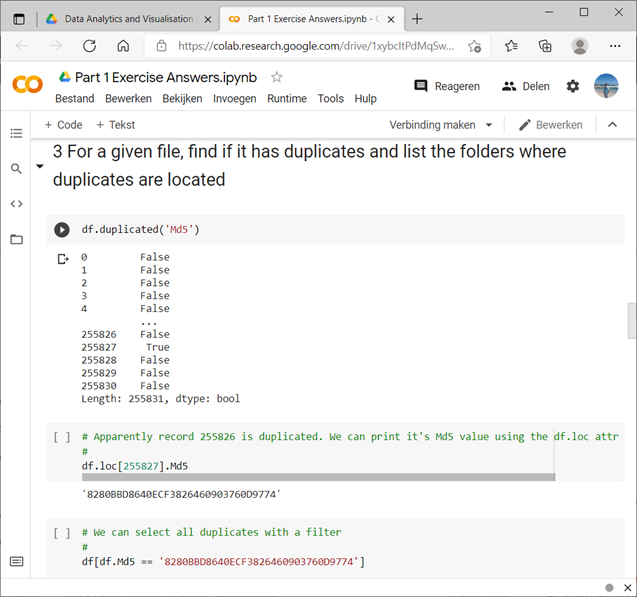 Data Analytics and Visualisation
Part 1 Exercise Answers.ipynb - C
https://colab.research.google.com/drive/1xybcItPdMqSw...
Part 1 Exercise Answers.ipynb
Bestand Bewerken Bekijken Invoegen Runtime Tools Hulp
Reageren Delen
+ Code + Tekst Verbinding maken Bewerken
3 For a given file, find if it has duplicates and list the folders where
duplicates are located
df.duplicated('Md5')
0 False
1 False
2 False
3 False
4 False
...
255826 False
255827 True
255828 False
255829 False
255830 False
Length: 255831, dtype: bool
[ ] # Apparently record 255826 is duplicated. We can print it's Md5 value using the df.loc attr
#
df.loc[255827].Md5
'8280BBD8640ECF3826460903760D9774'
[ ] # We can select all duplicates with a filter
#
df[df.Md5 == '8280BBD8640ECF3826460903760D9774']